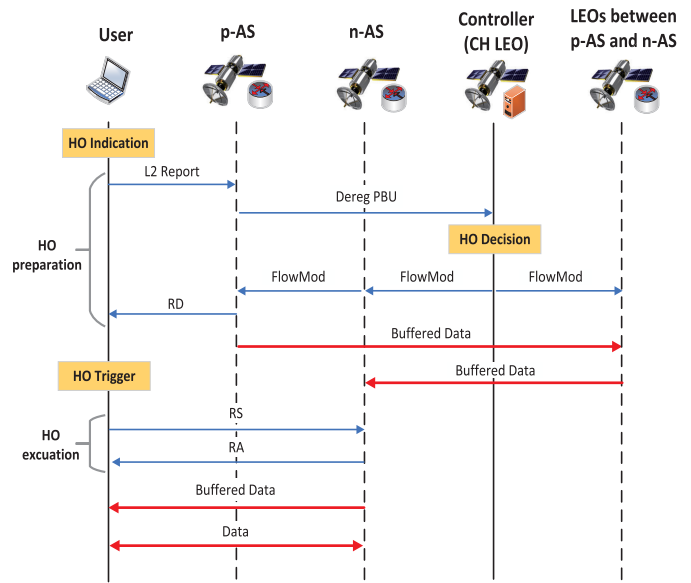 User
p-AS
n-AS
Controller
(CH LEO)
LEOs between
p-AS and n-AS
HO Indication
L2 Report
Dereg PBU
HO Decision
HO
preparation
FlowMod
FlowMod
FlowMod
RD
Buffered Data
HO Trigger
Buffered Data
RS
HO
excuation
RA
Buffered Data
Data